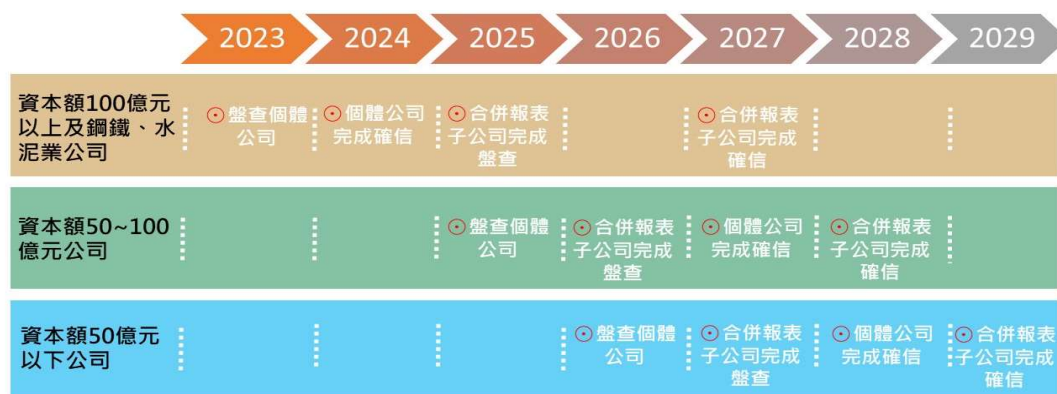 2023 2024 2025 2026 2027 2028 2029
資本額100億元
以上及鋼鐵、水
泥業公司
盤查個體
公司
個體公司
完成確信
合併報表
子公司完成
盤查
合併報表
子公司完成
確信
資本額50~100
億元公司
盤查個體
公司
合併報表
子公司完成
盤查
個體公司
完成確信
合併報表
子公司完成
確信
資本額50億元
以下公司
盤查個體
公司
合併報表
子公司完成
盤查
個體公司
完成確信
合併報表
子公司完成
確信